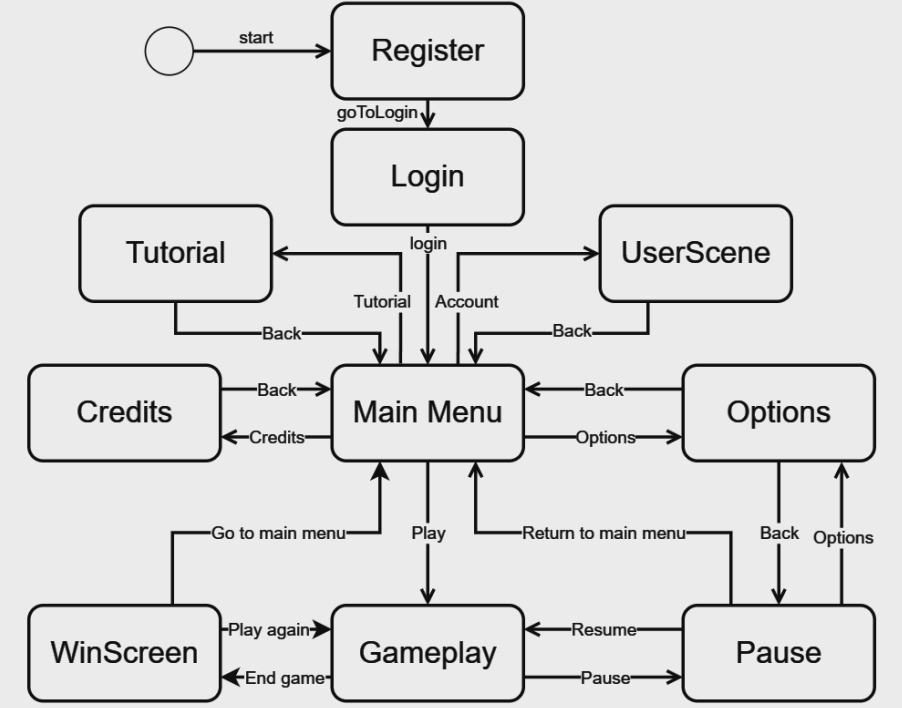 start
Register
goToLogin
Login
login
Tutorial
UserScene
Tutorial
Account
Back
Back
Credits
Back
Main Menu
Back
Options
Credits
Options
Go to main menu
Play
Return to main menu
Back
Options
WinScreen
Play again
Gameplay
Resume
Pause
End game
Pause